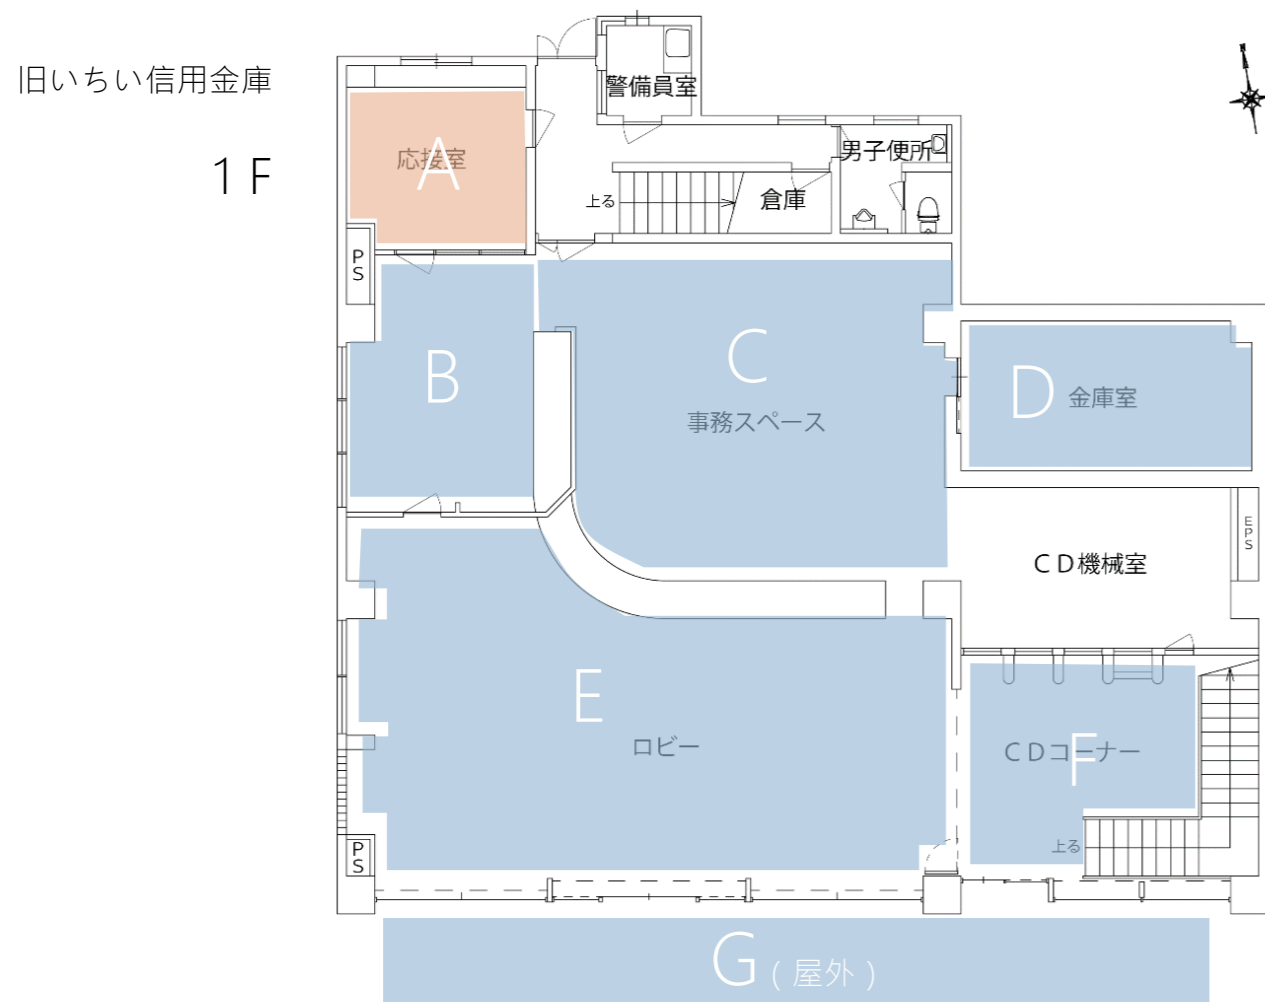 旧いちい信用金庫
1F
警備員室
N
応接室
A
男子便所
上る
倉庫
PS
B
C
事務スペース
D
金庫室
EPS
CD機械室
E
ロビー
CDコーナー
F
上る
PS
G(屋外)